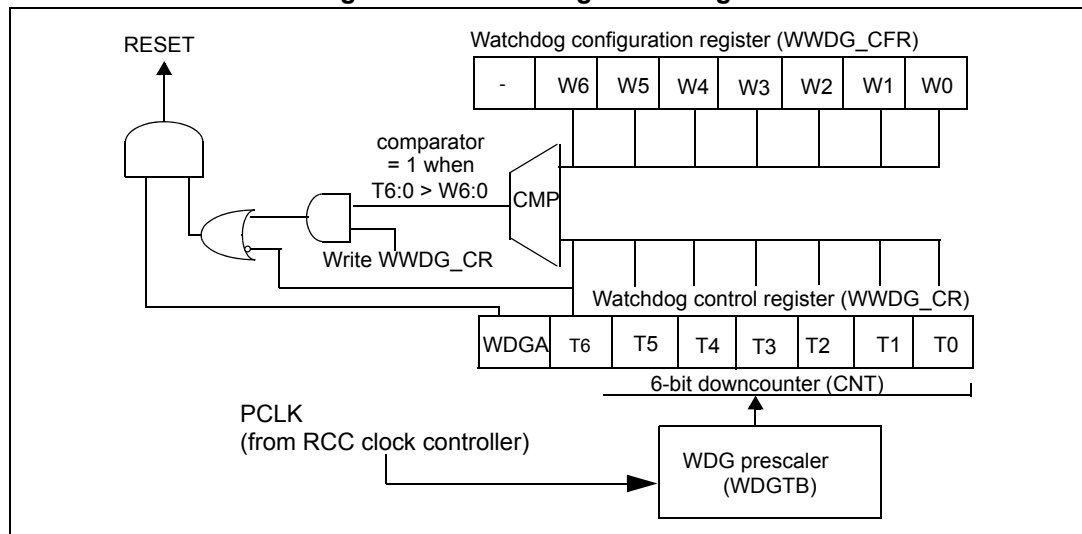 RESET
Watchdog configuration register (WWDG_CFR)
- W6 W5 W4 W3 W2 W1 W0
comparator
= 1 when
T6:0 > W6:0
CMP
Write WWDG_CR
Watchdog control register (WWDG_CR)
WDGA T6 T5 T4 T3 T2 T1 T0
6-bit downcounter (CNT)
PCLK
(from RCC clock controller)
WDG prescaler
(WDGTB)